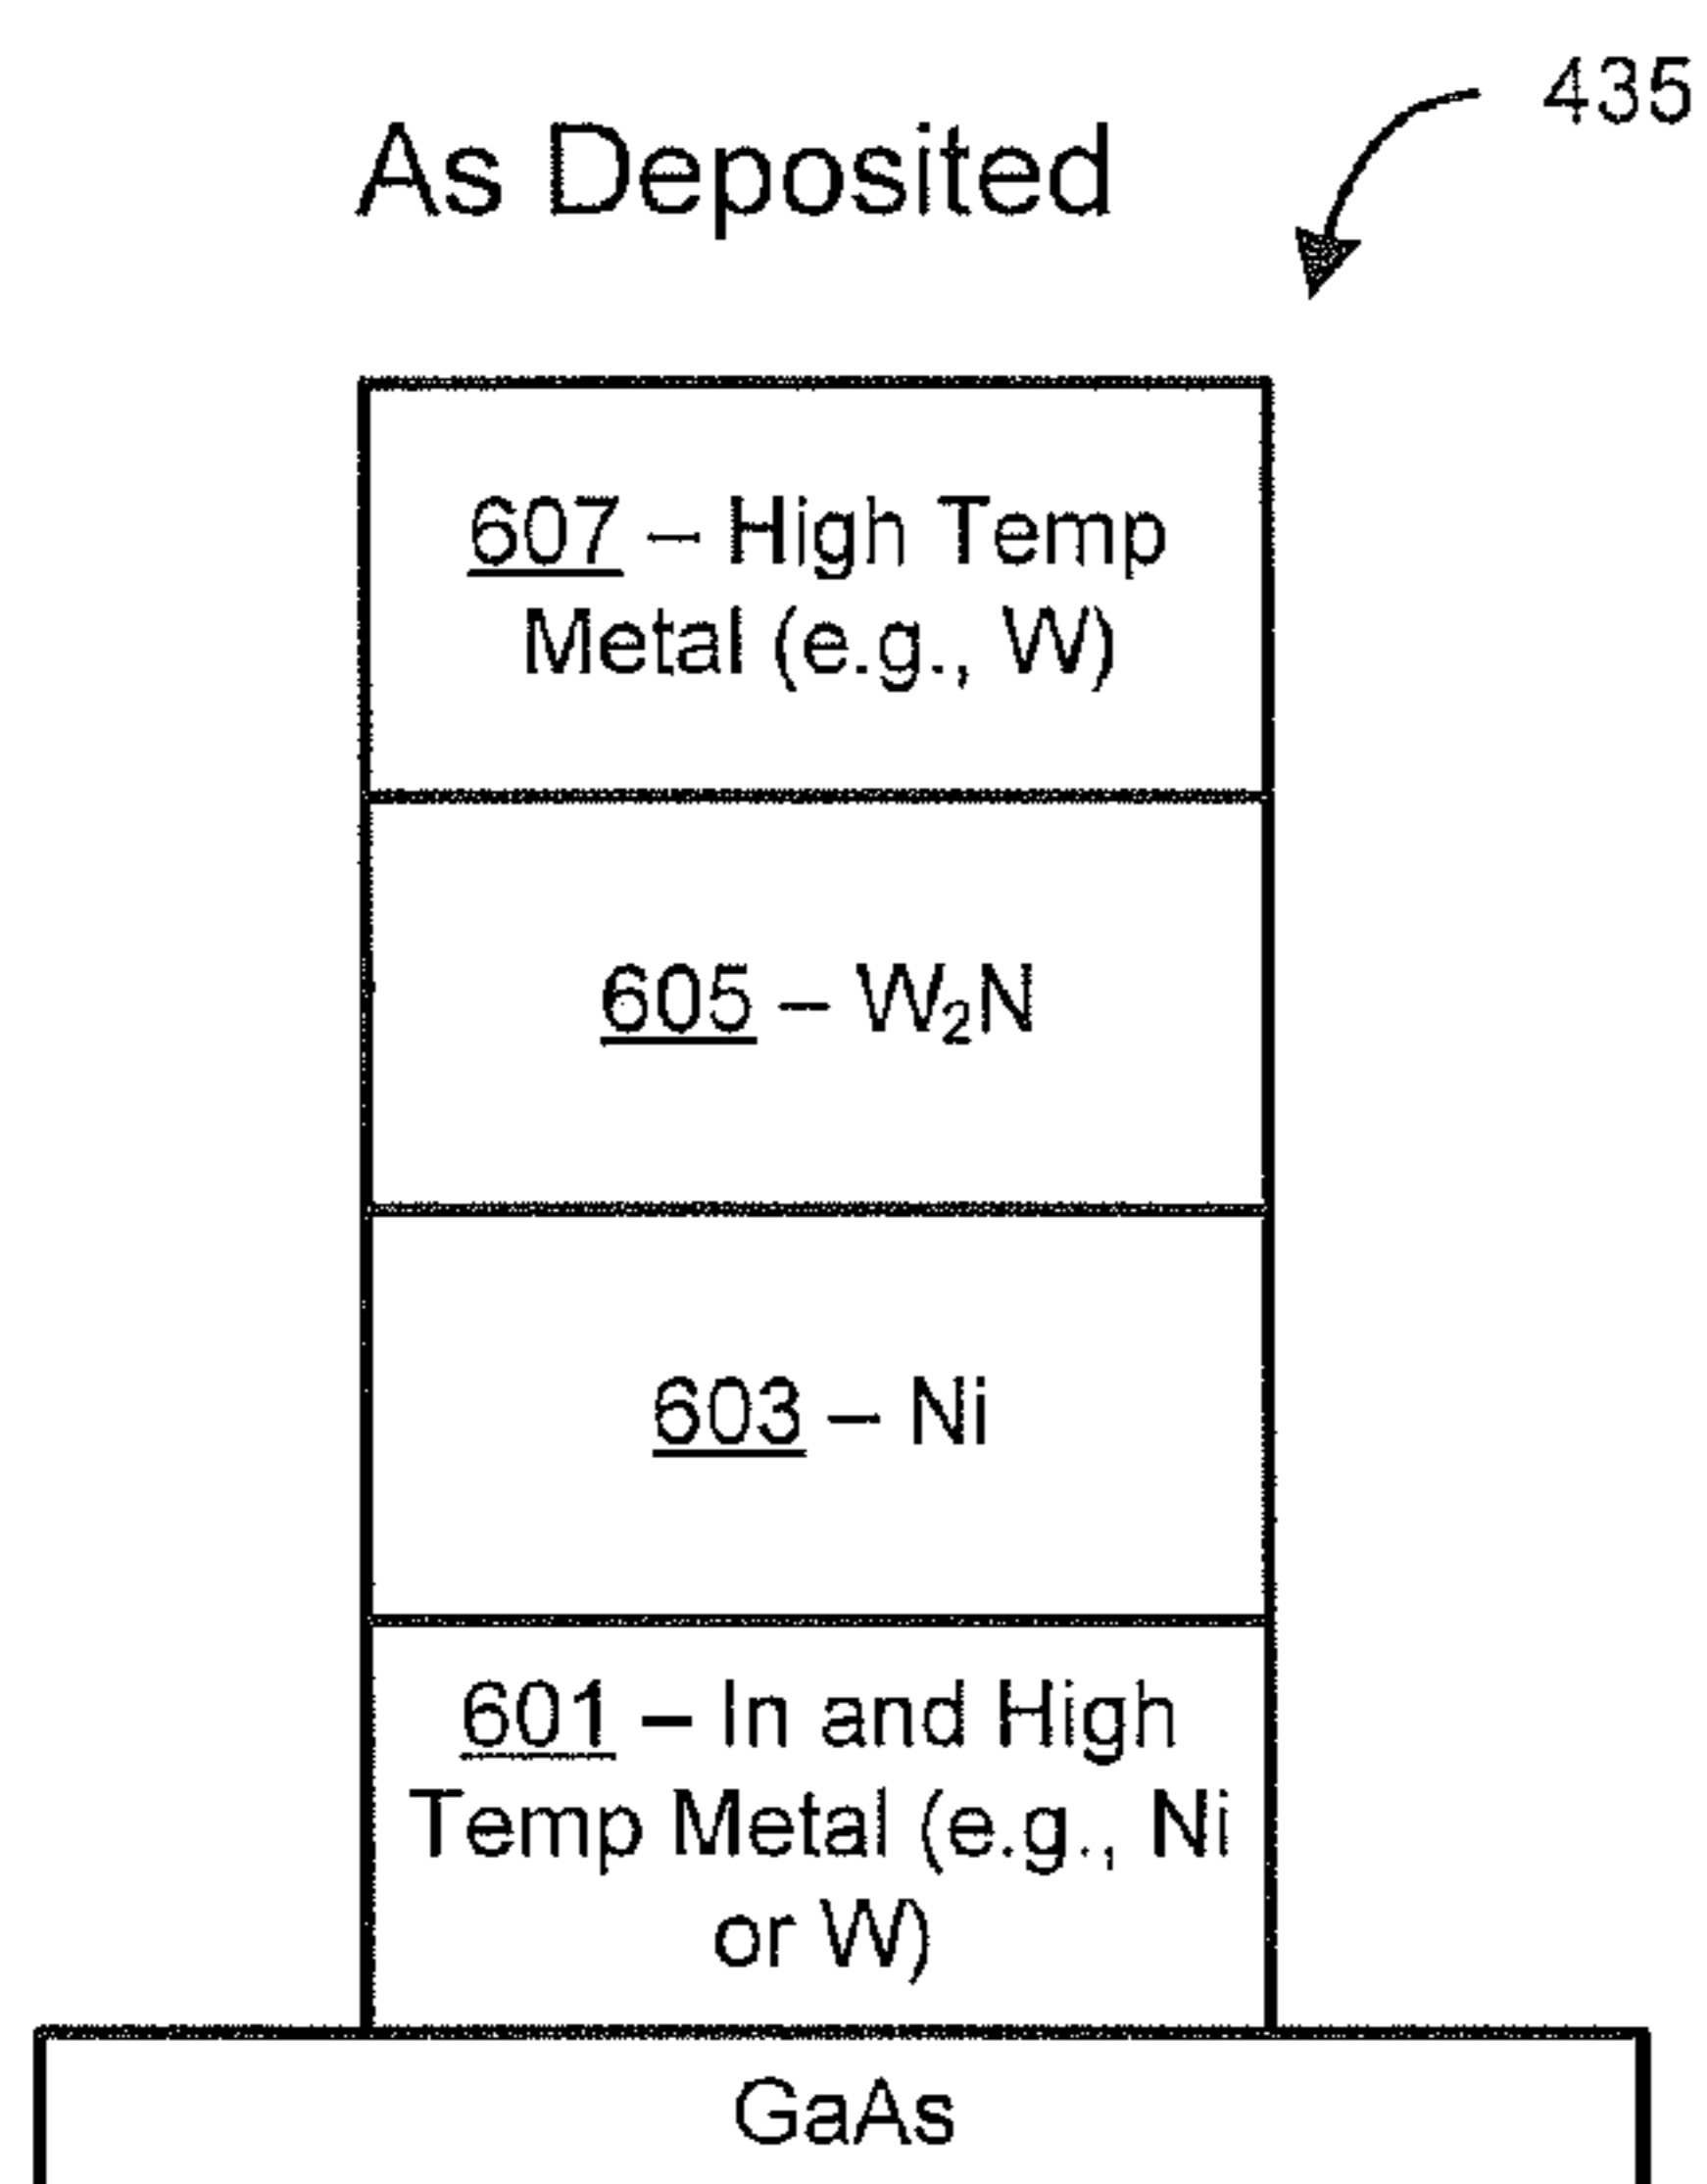 435
As Deposited
607 – High Temp
Metal (e.g., W)
605 – W₂N
603 – Ni
601 – In and High
Temp Metal (e.g., Ni
or W)
GaAs